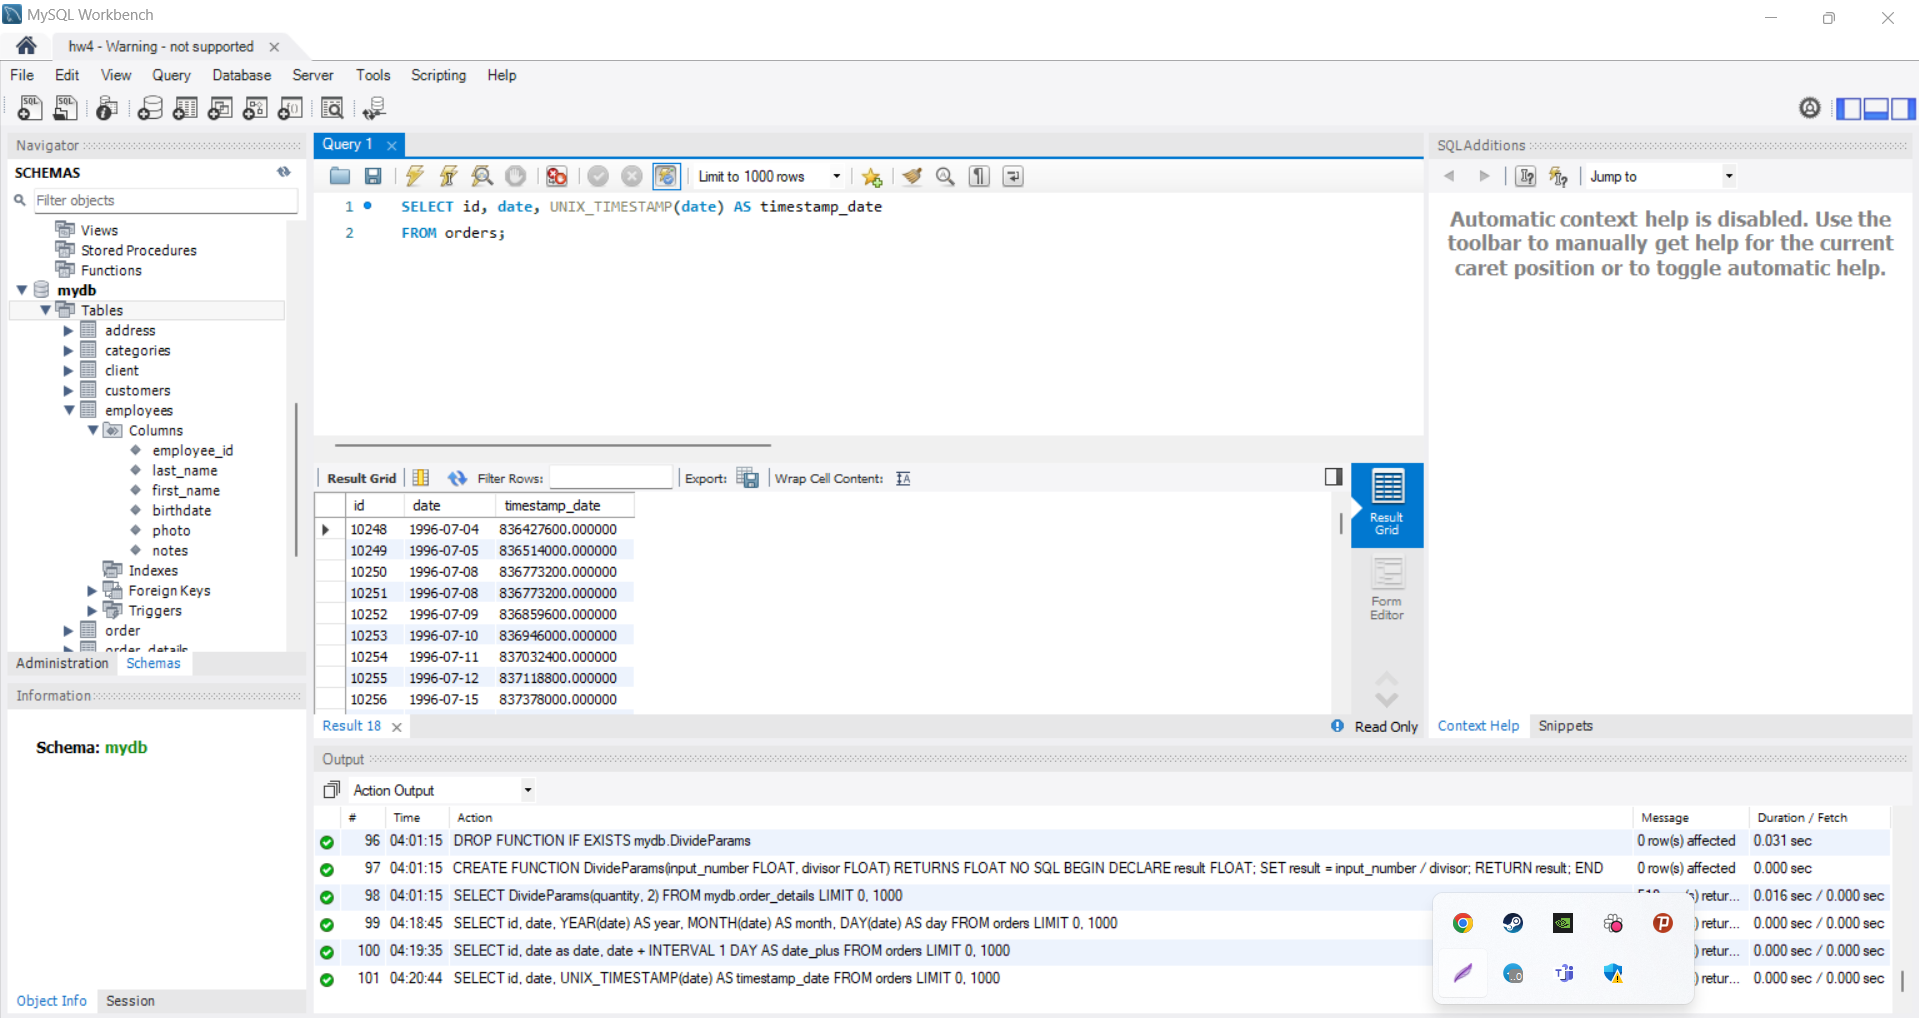 MySQL Workbench
hw4 - Warning - not supported
File Edit View Query Database Server Tools Scripting Help
Navigator
SCHEMAS
Filter objects
Views
Stored Procedures
Functions
mydb
Tables
address
categories
client
customers
employees
Columns
employee_id
last_name
first_name
birthdate
photo
notes
Indexes
Foreign Keys
Triggers
order
order_details
Administration Schemas
Information
Schema: mydb
Object Info Session
Query 1
Limit to 1000 rows
1 SELECT id, date, UNIX_TIMESTAMP(date) AS timestamp_date
2 FROM orders;
Result Grid Filter Rows: Export: Wrap Cell Content:
id date timestamp_date
10248 1996-07-04 836427600.000000
10249 1996-07-05 836514000.000000
10250 1996-07-08 836773200.000000
10251 1996-07-08 836773200.000000
10252 1996-07-09 836859600.000000
10253 1996-07-10 836946000.000000
10254 1996-07-11 837032400.000000
10255 1996-07-12 837118800.000000
10256 1996-07-15 837378000.000000
Result
Grid
Form
Editor
Result 18
Read Only
SQLAdditions
Jump to
Automatic context help is disabled. Use the
toolbar to manually get help for the current
caret position or to toggle automatic help.
Context Help Snippets
Output
Action Output
# Time Action Message Duration / Fetch
96 04:01:15 DROP FUNCTION IF EXISTS mydb.DivideParams 0 row(s) affected 0.031 sec
97 04:01:15 CREATE FUNCTION DivideParams(input_number FLOAT, divisor FLOAT) RETURNS FLOAT NO SQL BEGIN DECLARE result FLOAT; SET result = input_number / divisor; RETURN result; END 0 row(s) affected 0.000 sec
98 04:01:15 SELECT DivideParams(quantity, 2) FROM mydb.order_details LIMIT 0, 1000 ) retur... 0.016 sec / 0.000 sec
99 04:18:45 SELECT id, date, YEAR(date) AS year, MONTH(date) AS month, DAY(date) AS day FROM orders LIMIT 0, 1000 ) retur... 0.000 sec / 0.000 sec
100 04:19:35 SELECT id, date as date, date + INTERVAL 1 DAY AS date_plus FROM orders LIMIT 0, 1000 ) retur... 0.000 sec / 0.000 sec
101 04:20:44 SELECT id, date, UNIX_TIMESTAMP(date) AS timestamp_date FROM orders LIMIT 0, 1000 ) retur... 0.000 sec / 0.000 sec